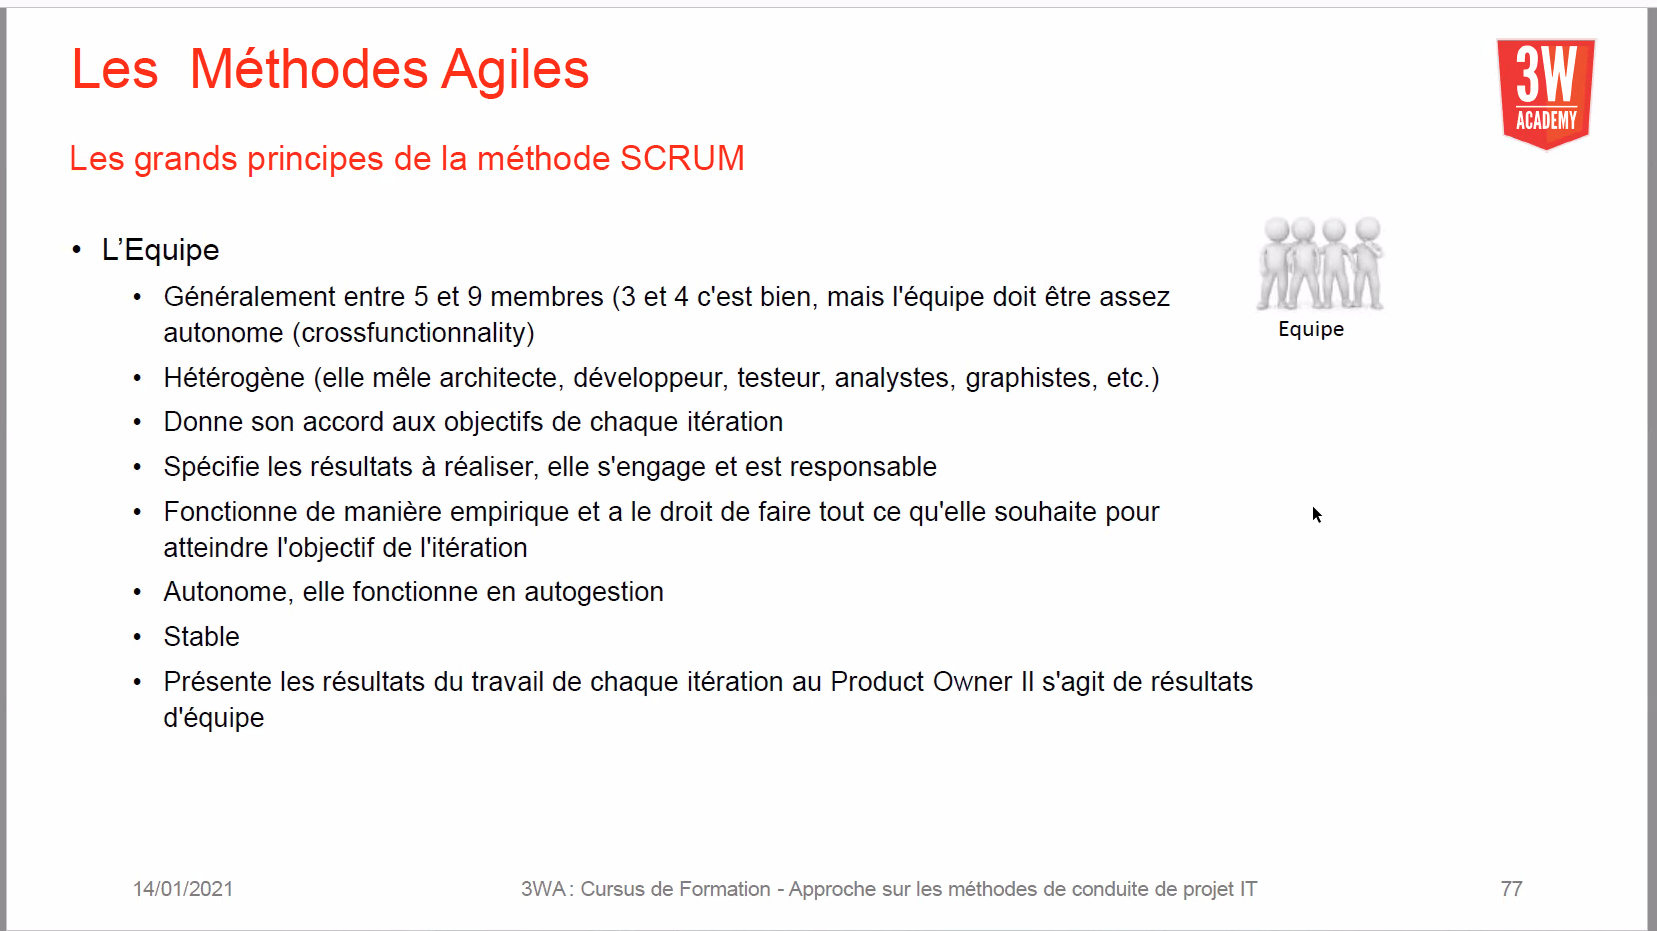 Les  Méthodes Agiles
3W
ACADEMY
Les grands principes de la méthode SCRUM
• L’Equipe
• Généralement entre 5 et 9 membres (3 et 4 c'est bien, mais l'équipe doit être assez
autonome (crossfunctionnality)
• Hétérogène (elle mêle architecte, développeur, testeur, analystes, graphistes, etc.)
• Donne son accord aux objectifs de chaque itération
• Spécifie les résultats à réaliser, elle s'engage et est responsable
• Fonctionne de manière empirique et a le droit de faire tout ce qu'elle souhaite pour
atteindre l'objectif de l'itération
• Autonome, elle fonctionne en autogestion
• Stable
• Présente les résultats du travail de chaque itération au Product Owner Il s'agit de résultats
d'équipe
Equipe
14/01/2021
3WA : Cursus de Formation - Approche sur les méthodes de conduite de projet IT
77